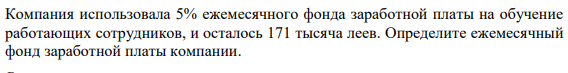 Компания использовала 5% ежемесячного фонда заработной платы на обучение
работающих сотрудников, и осталось 171 тысяча леев. Определите ежемесячный
фонд заработной платы компании.